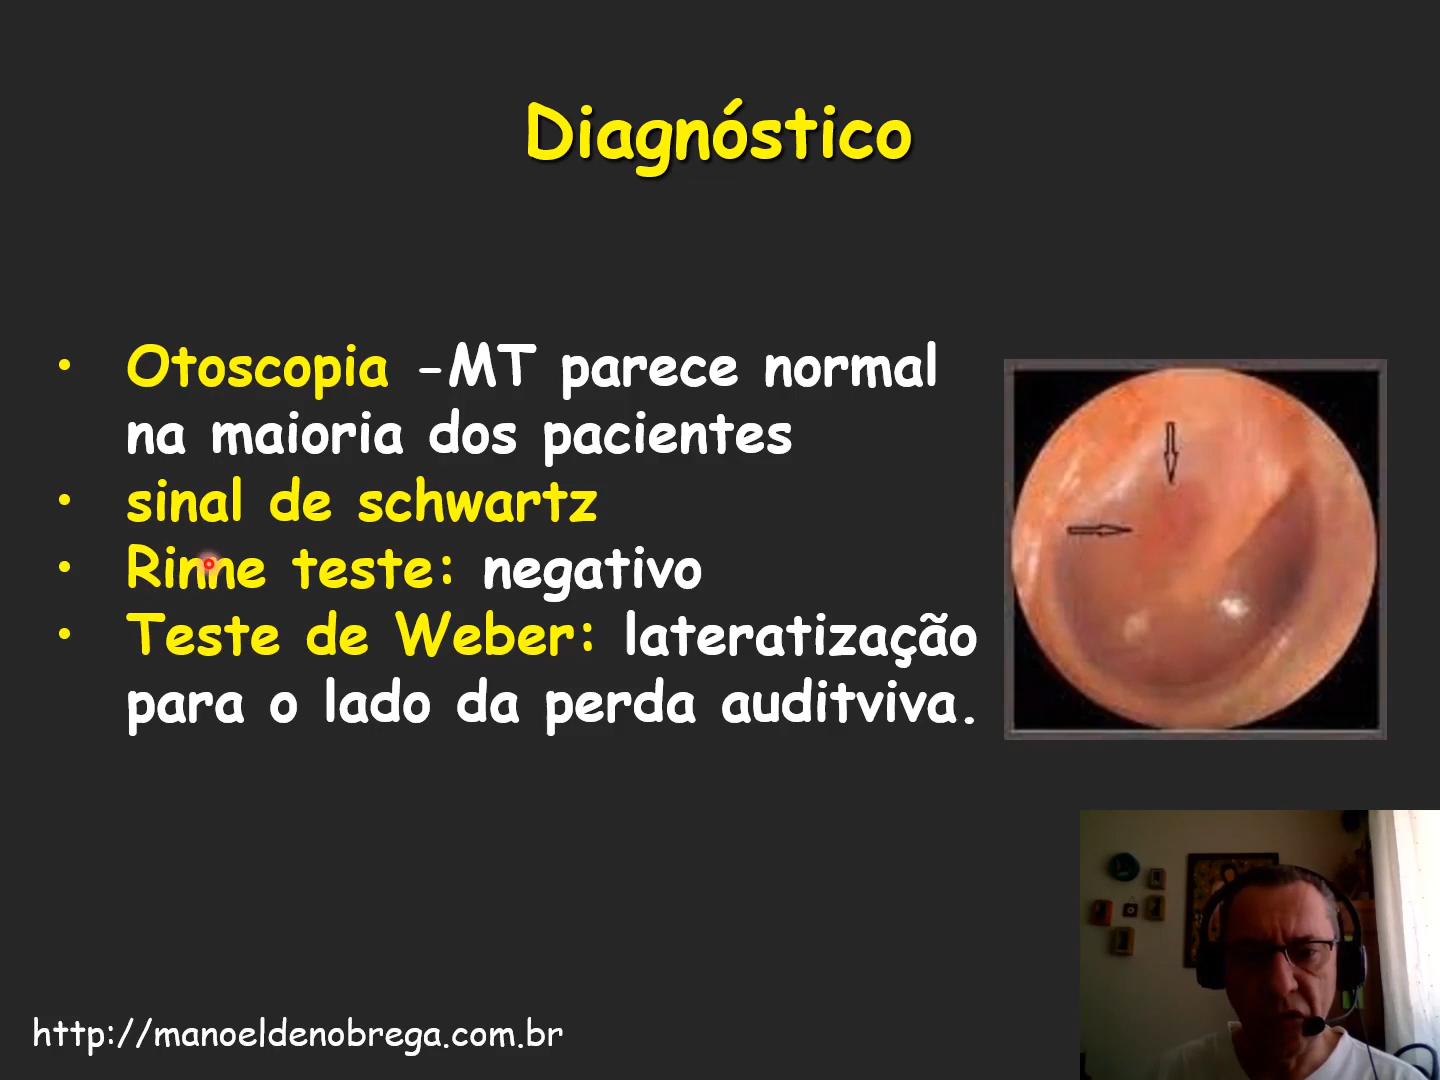 Diagnóstico
• Otoscopia -MT parece normal
na maioria dos pacientes
• sinal de schwartz
• Rinne teste: negativo
• Teste de Weber: lateratização
para o lado da perda auditviva.
http://manoeldenobrega.com.br